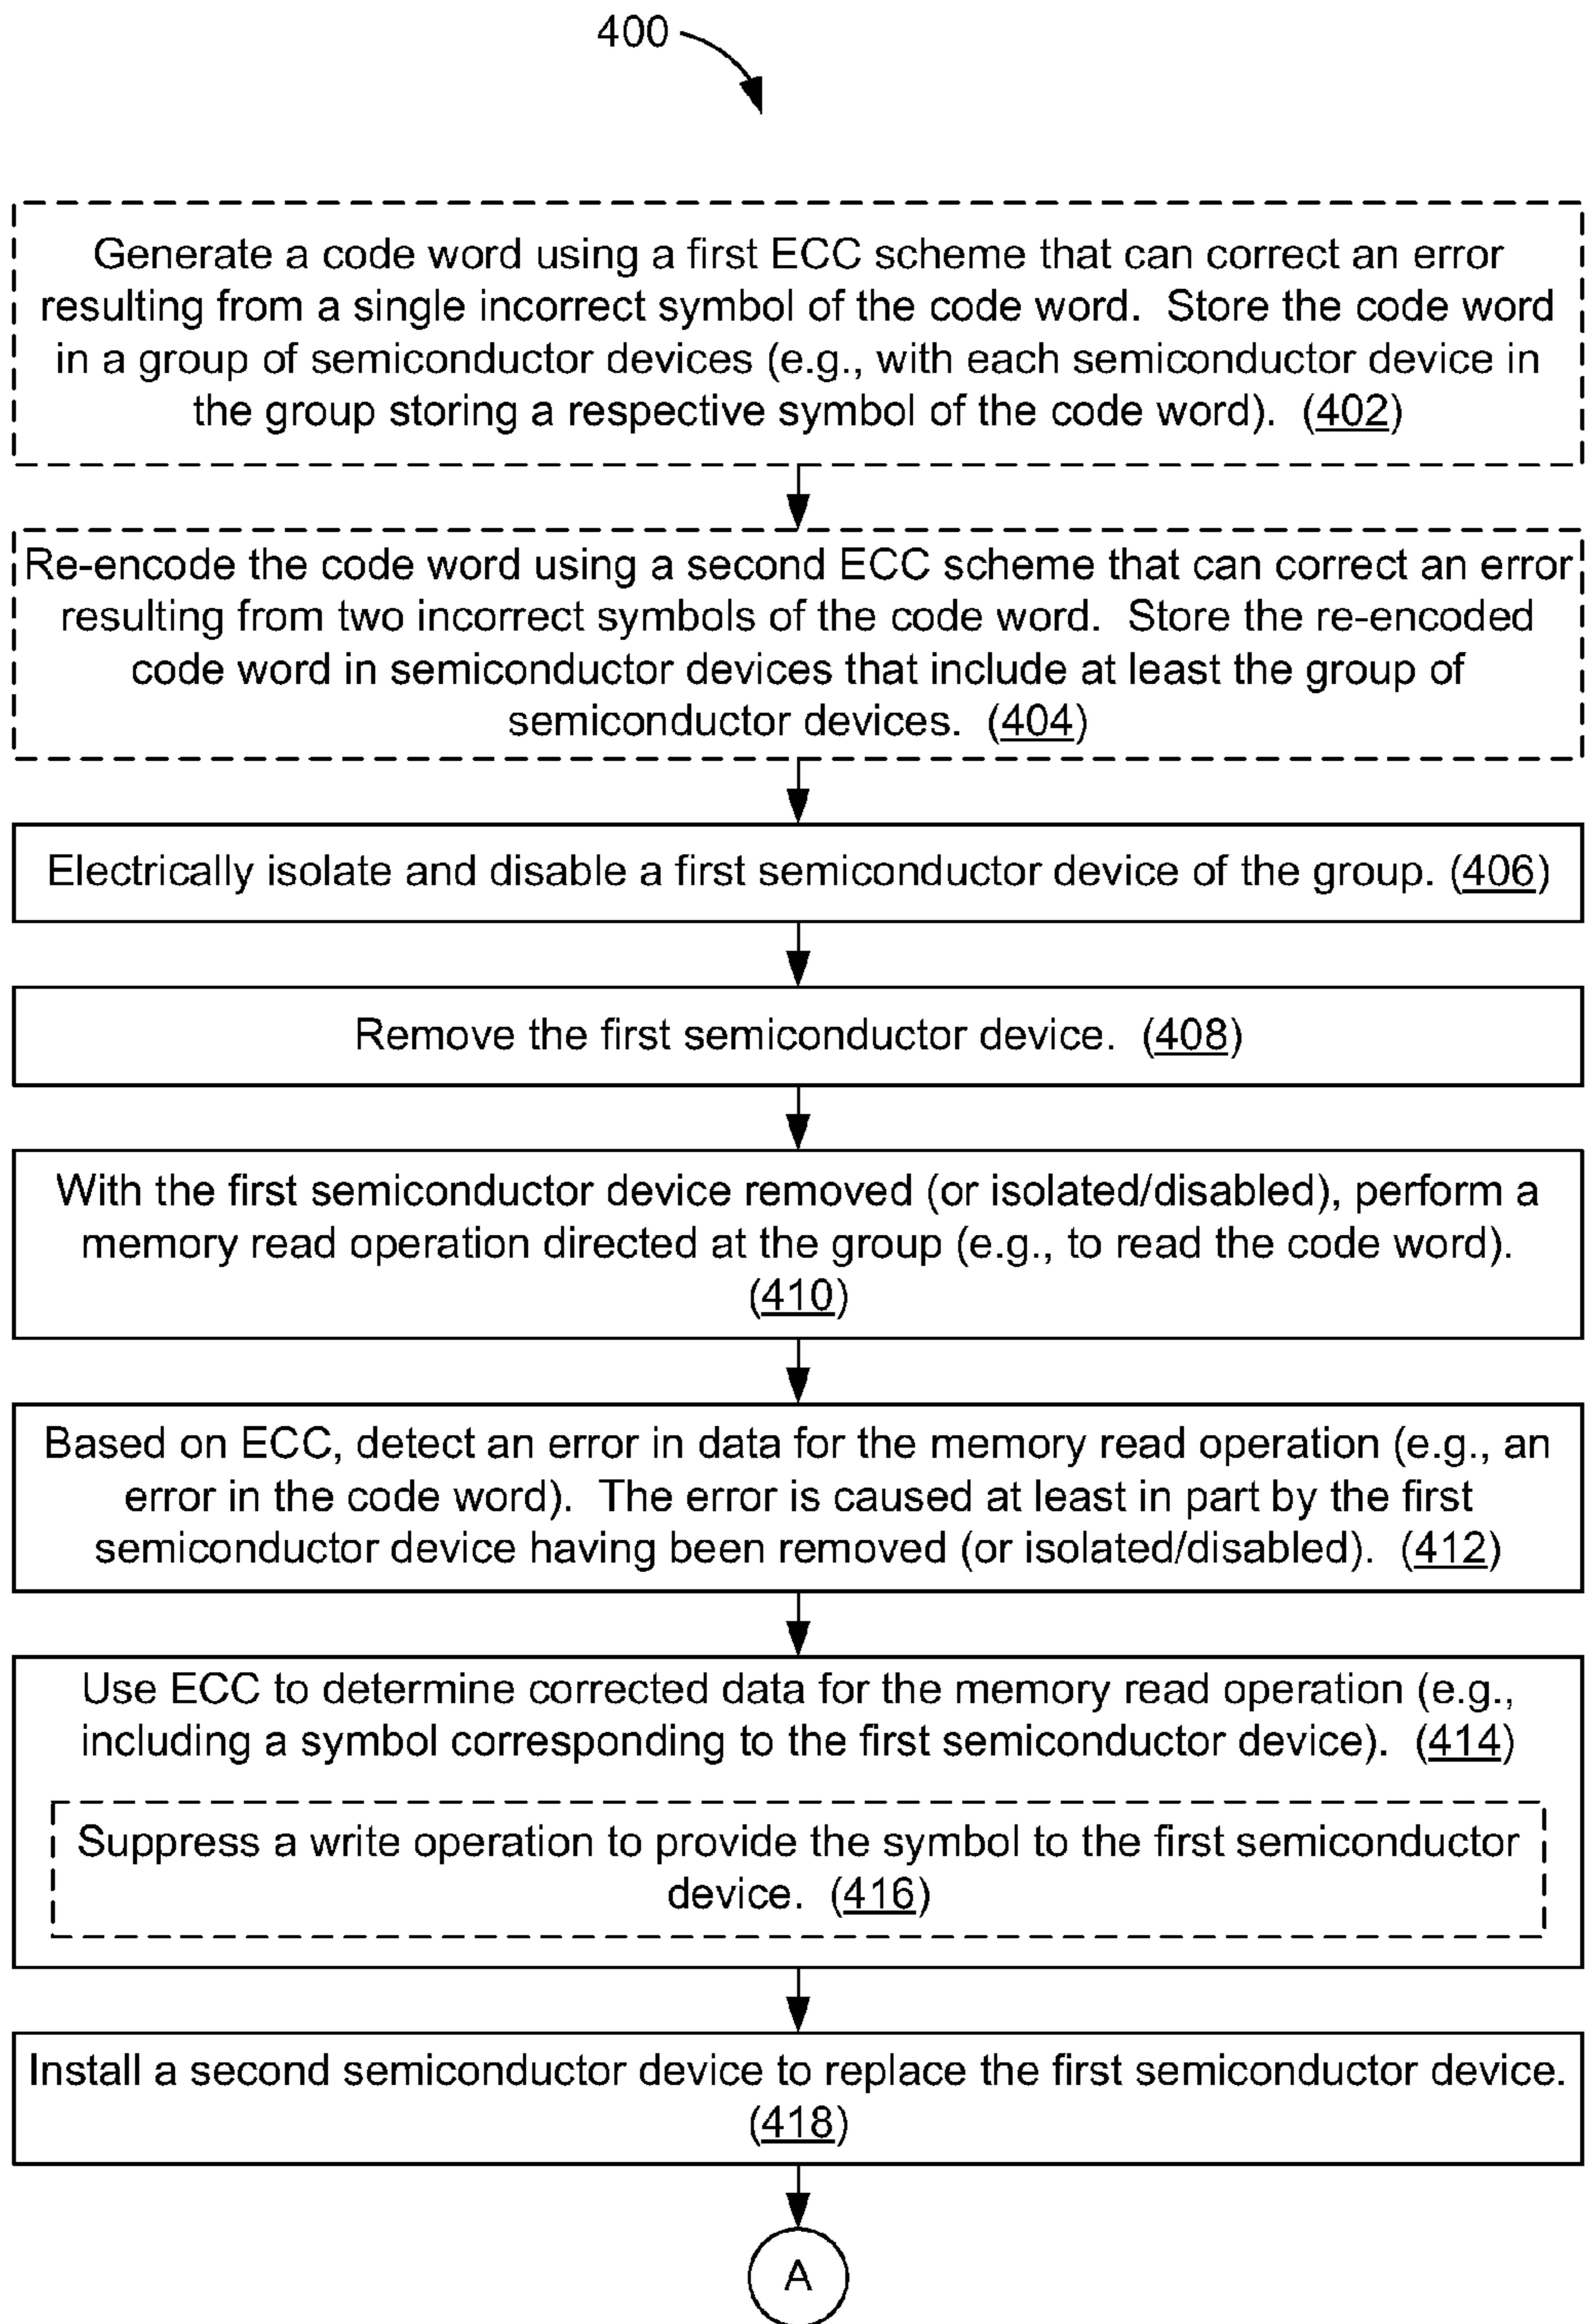 400
Generate a code word using a first ECC scheme that can correct an error
resulting from a single incorrect symbol of the code word. Store the code word
in a group of semiconductor devices (e.g., with each semiconductor device in
the group storing a respective symbol of the code word). (402)
Re-encode the code word using a second ECC scheme that can correct an error
resulting from two incorrect symbols of the code word. Store the re-encoded
code word in semiconductor devices that include at least the group of
semiconductor devices. (404)
Electrically isolate and disable a first semiconductor device of the group. (406)
Remove the first semiconductor device. (408)
With the first semiconductor device removed (or isolated/disabled), perform a
memory read operation directed at the group (e.g., to read the code word).
(410)
Based on ECC, detect an error in data for the memory read operation (e.g., an
error in the code word). The error is caused at least in part by the first
semiconductor device having been removed (or isolated/disabled). (412)
Use ECC to determine corrected data for the memory read operation (e.g.,
including a symbol corresponding to the first semiconductor device). (414)
Suppress a write operation to provide the symbol to the first semiconductor
device. (416)
Install a second semiconductor device to replace the first semiconductor device.
(418)
A